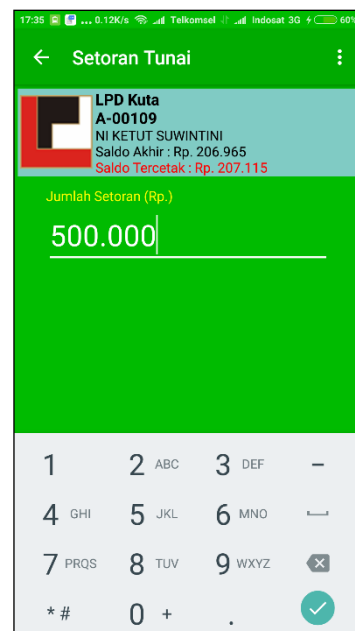 17:35 ... 0.12K/s Telkomsel Indosat 3G 60%
Setoran Tunai
LPD Kuta
A-00109
NI KETUT SUWINTINI
Saldo Akhir : Rp. 206.965
Saldo Tercetak : Rp. 207.115
Jumlah Setoran (Rp.)
500.000
1 2 ABC 3 DEF –
4 GHI 5 JKL 6 MNO
7 PRQS 8 TUV 9 WXYZ
* # 0 + .